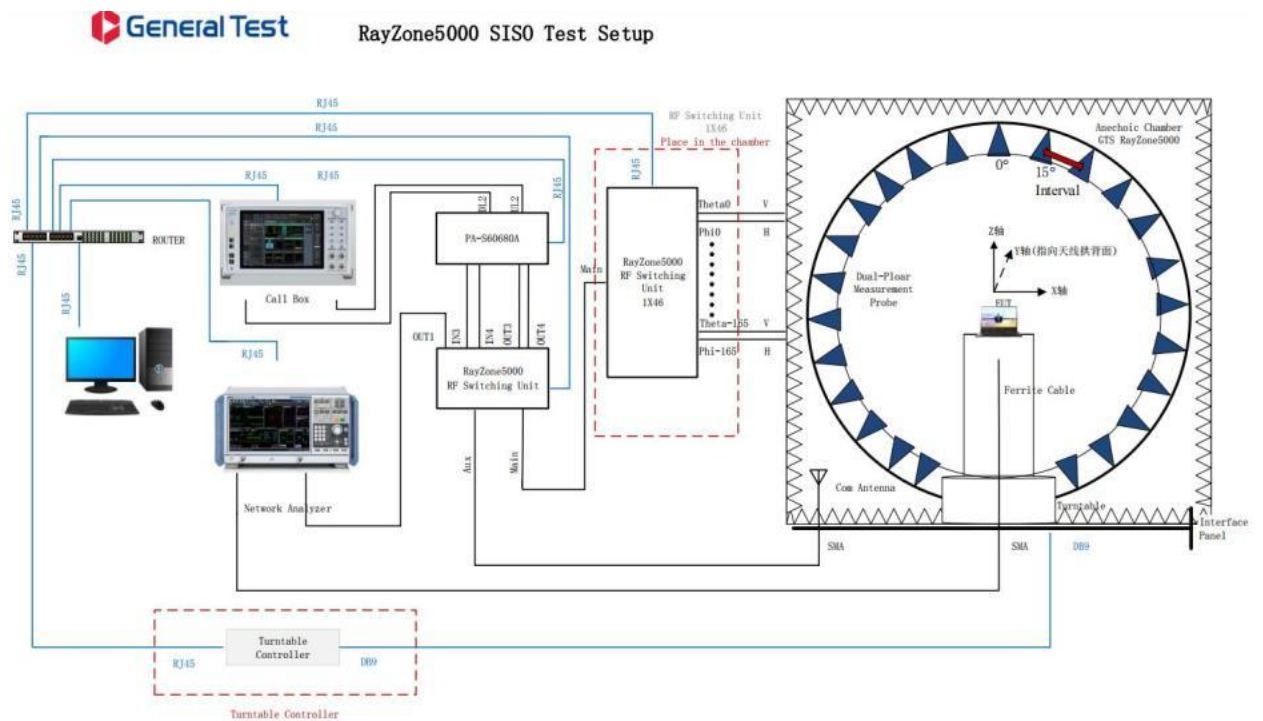 General Test
RayZone5000 SISO Test Setup
RJ45
RJ45
RF Switching Unit
1X46
Place in the chamber
Anechoic Chamber
GTS RayZone5000
0°
15°
Interval
RJ45
RJ45
RJ45
RJ45
RJ45
DL2
UL2
Theta0 V
Phi0 H
ROUTER
PA-S60680A
Z轴
Y轴(指向天线拱背面)
X轴
EUT
RayZone5000
RF Switching
Unit
1X46
Main
Dual-Ploar
Measurement
Probe
RJ45
RJ45
Call Box
OUT1
IN3
IN4
OUT3
OUT4
Theta-165 V
Phi-165 H
RJ45
RayZone5000
RF Switching Unit
Ferrite Cable
Aux
Main
Com Antenna
Network Analyzer
Turntable
Interface
Panel
SMA
SMA
DB9
Turntable
Controller
RJ45
DB9
Turntable Controller